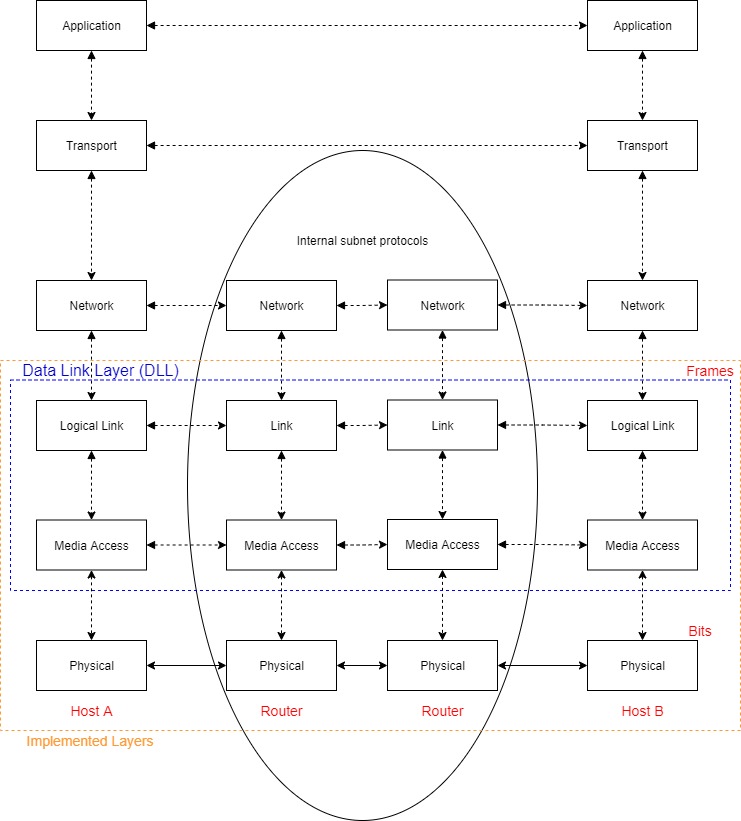 Application
Application
Transport
Transport
Internal subnet protocols
Network
Network
Network
Network
Data Link Layer (DLL)
Frames
Logical Link
Link
Link
Logical Link
Media Access
Media Access
Media Access
Media Access
Bits
Physical
Physical
Physical
Physical
Host A
Router
Router
Host B
Implemented Layers